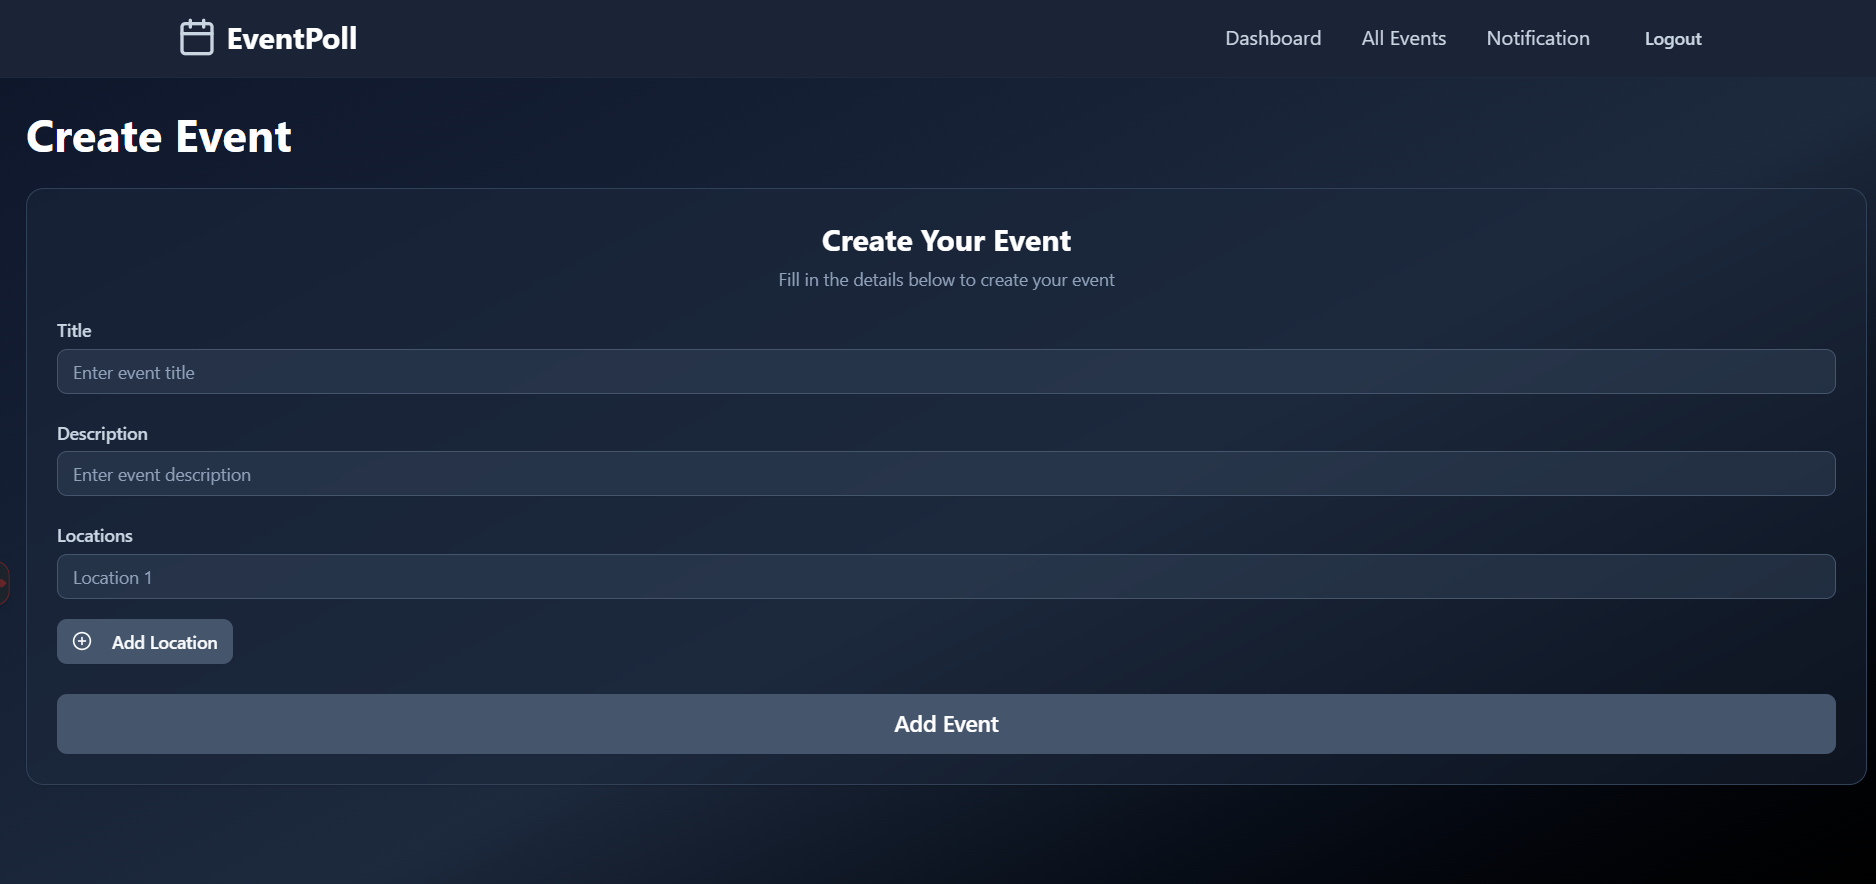 EventPoll
Dashboard All Events Notification Logout
Create Event
Create Your Event
Fill in the details below to create your event
Title
Enter event title
Description
Enter event description
Locations
Location 1
Add Location
Add Event